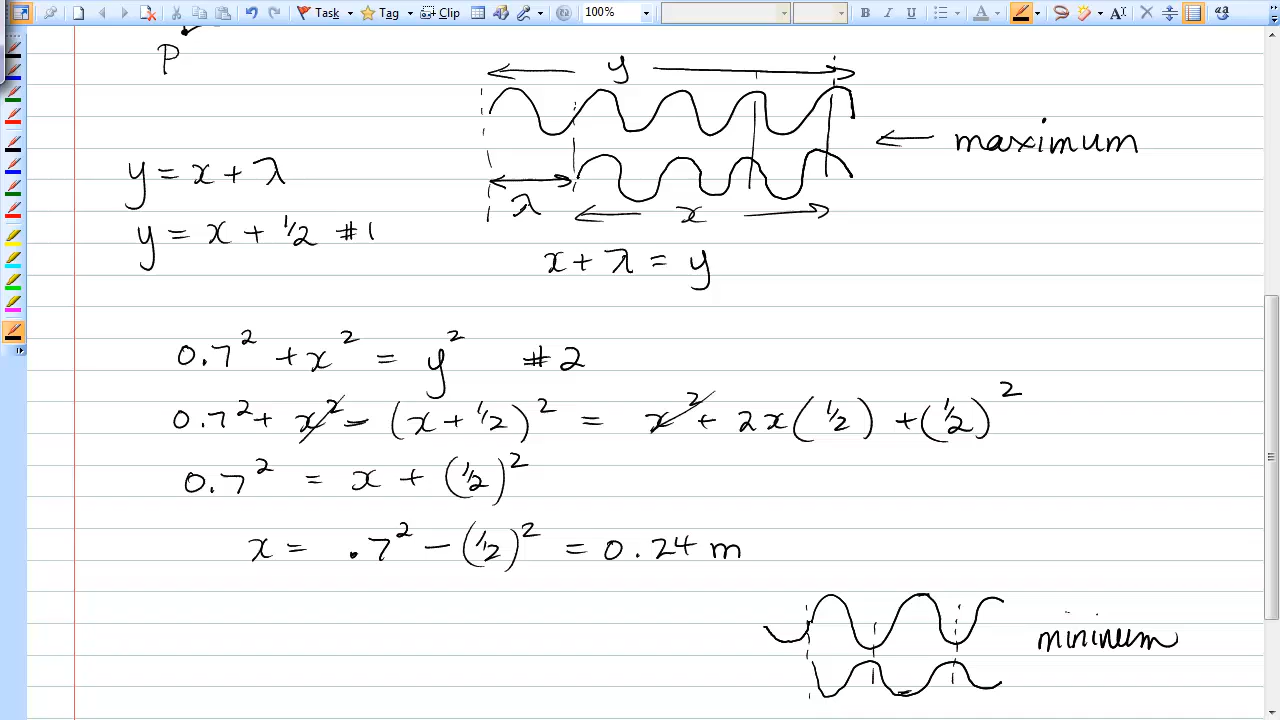 Task Tag Clip 100% B I U A
P
y
← maximum
y = x + λ
λ x
y = x + 1/2 #1
x + λ = y
0.7² + x² = y² #2
0.7² + x² - (x + 1/2)² = x² + 2x(1/2) + (1/2)²
0.7² = x + (1/2)²
x = .7² - (1/2)² = 0.24 m
mininum